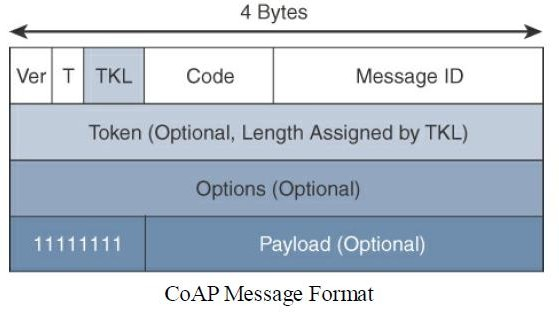 4 Bytes
Ver T TKL Code Message ID
Token (Optional, Length Assigned by TKL)
Options (Optional)
11111111 Payload (Optional)
CoAP Message Format